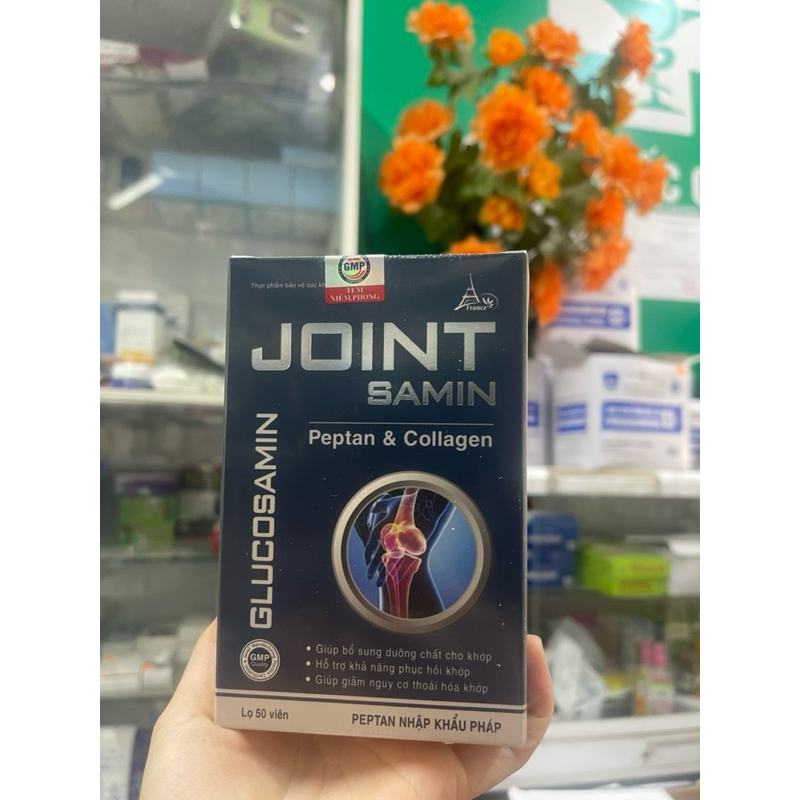 Thực phẩm bảo vệ sức
GMP
TEM
NIÊM PHONG
France
JOINT
SAMIN
Peptan & Collagen
GLUCOSAMIN
GMP
Quality
• Giúp bổ sung dưỡng chất cho khớp
• Hỗ trợ khả năng phục hồi khớp
• Giúp giảm nguy cơ thoái hóa khớp
Lọ 50 viên
PEPTAN NHẬP KHẨU PHÁP